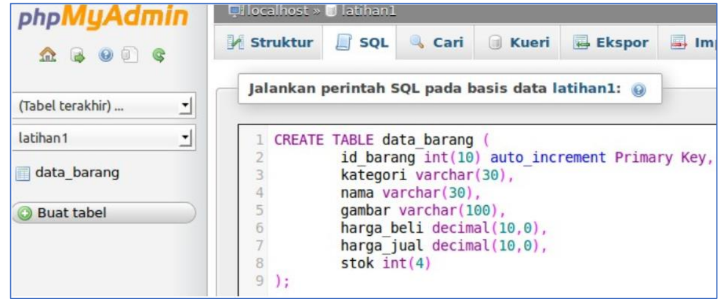 phpMyAdmin
localhost » latihan1
Struktur SQL Cari Kueri Ekspor
(Tabel terakhir) ...
latihan1
data_barang
Buat tabel
Jalankan perintah SQL pada basis data latihan1:
1 CREATE TABLE data_barang (
2 id_barang int(10) auto_increment Primary Key,
3 kategori varchar(30),
4 nama varchar(30),
5 gambar varchar(100),
6 harga_beli decimal(10,0),
7 harga_jual decimal(10,0),
8 stok int(4)
9 );